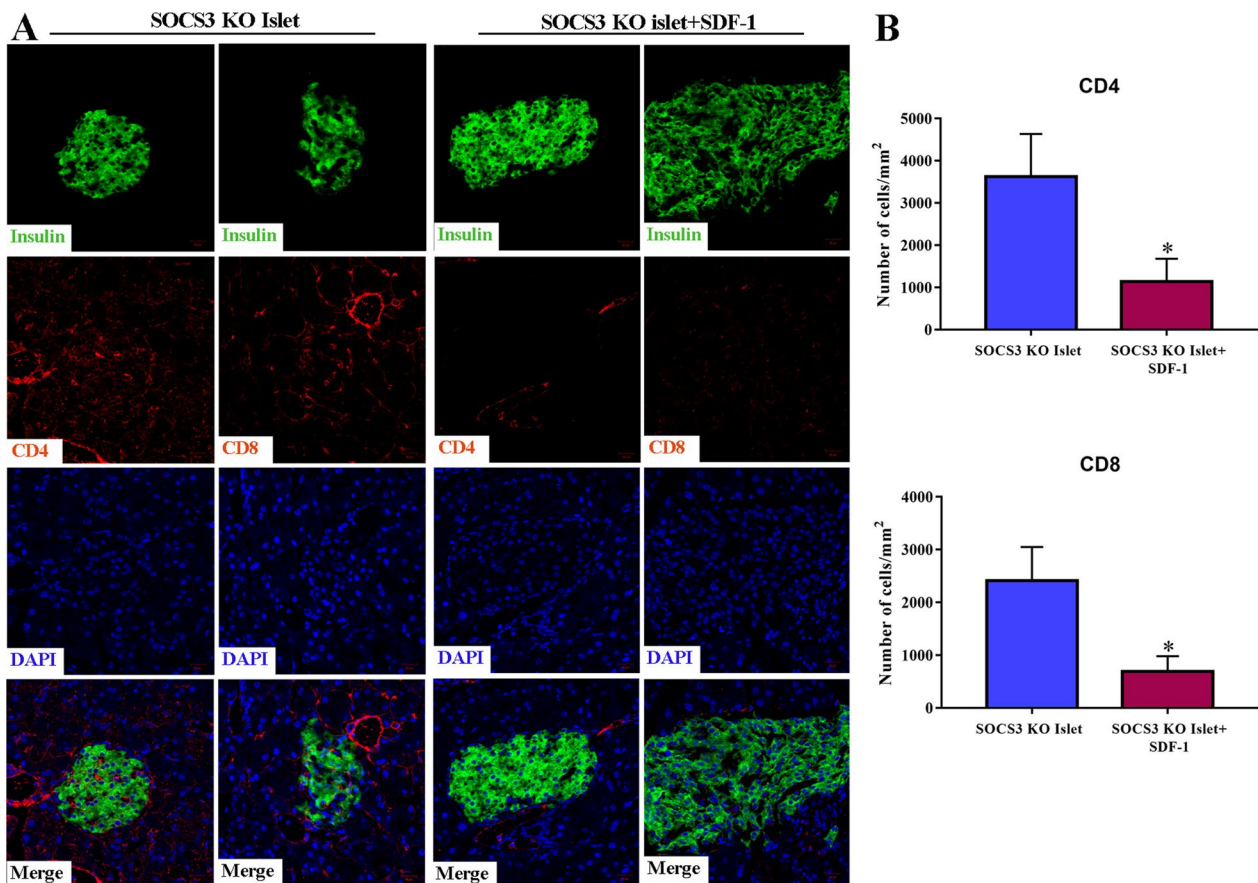 A
SOCS3 KO Islet
SOCS3 KO islet+SDF-1
Insulin
Insulin
Insulin
Insulin
CD4
CD8
CD4
CD8
DAPI
DAPI
DAPI
DAPI
Merge
Merge
Merge
Merge
B
CD4
Number of cells/mm²
5000
4000
3000
2000
1000
0
*
SOCS3 KO Islet
SOCS3 KO Islet+
SDF-1
CD8
Number of cells/mm²
4000
3000
2000
1000
0
*
SOCS3 KO Islet
SOCS3 KO Islet+
SDF-1